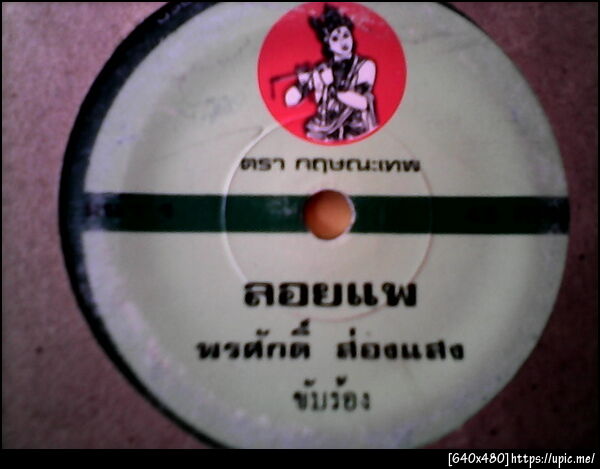 ตรา กฤษณะเทพ
ลอยแพ
พรศักดิ์ ส่องแสง
ขับร้อง
[640x480]https://upic.me/